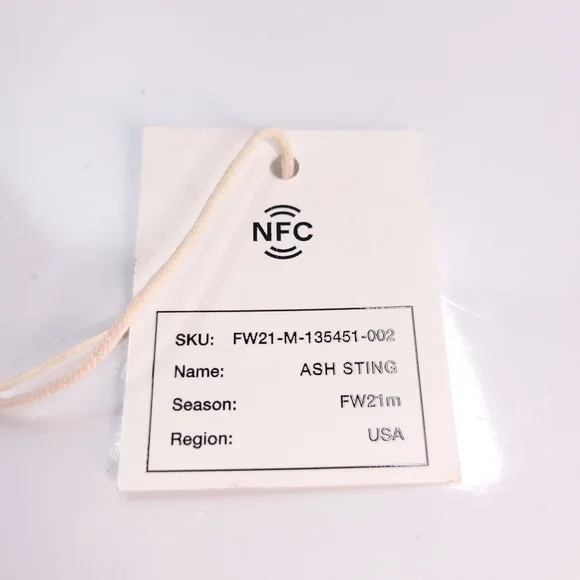 NFC
SKU: FW21-M-135451-002
Name: ASH STING
Season: FW21m
Region: USA